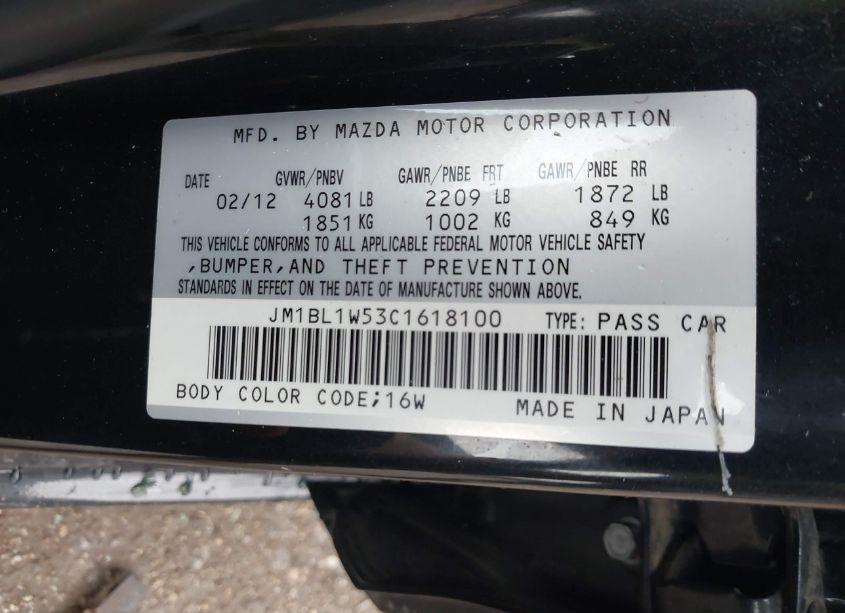 MFD. BY MAZDA MOTOR CORPORATION
DATE GVWR/PNBV GAWR/PNBE FRT GAWR/PNBE RR
02/12 4081 LB 2209 LB 1872 LB
1851 KG 1002 KG 849 KG
THIS VEHICLE CONFORMS TO ALL APPLICABLE FEDERAL MOTOR VEHICLE SAFETY
,BUMPER,AND THEFT PREVENTION
STANDARDS IN EFFECT ON THE DATE OF MANUFACTURE SHOWN ABOVE.
JM1BL1W53C1618100 TYPE: PASS CAR
BODY COLOR CODE;16W MADE IN JAPAN